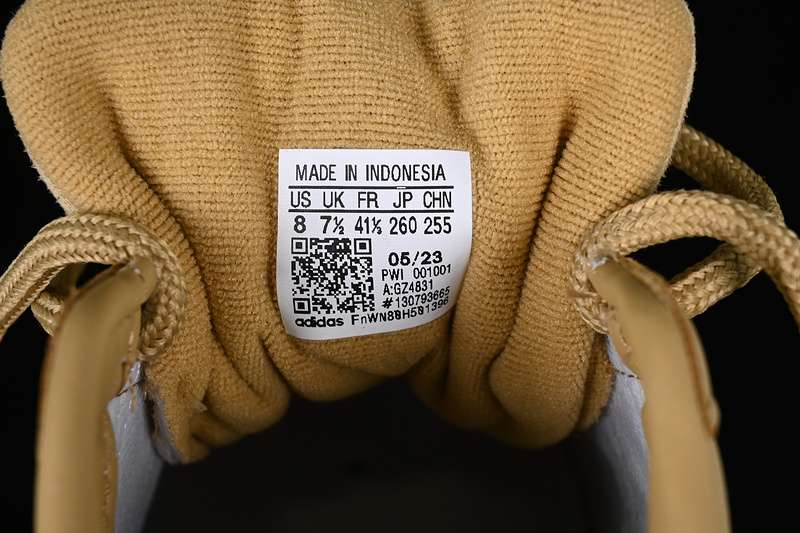 MADE IN INDONESIA
US UK FR JP CHN
8 7½ 41⅓ 260 255
05/23
PWI 001001
A:GZ4831
#130793665
adidas FnWN88H581396